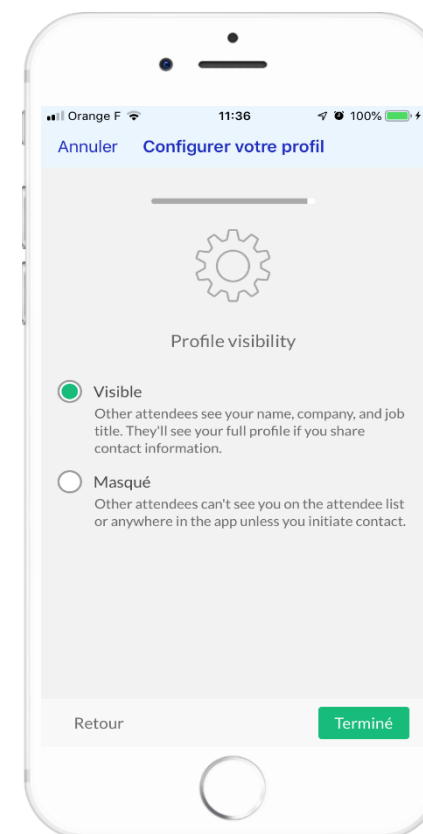 Orange F 11:36 100%
Annuler Configurer votre profil
Profile visibility
Visible
Other attendees see your name, company, and job
title. They'll see your full profile if you share
contact information.
Masqué
Other attendees can't see you on the attendee list
or anywhere in the app unless you initiate contact.
Retour Terminé